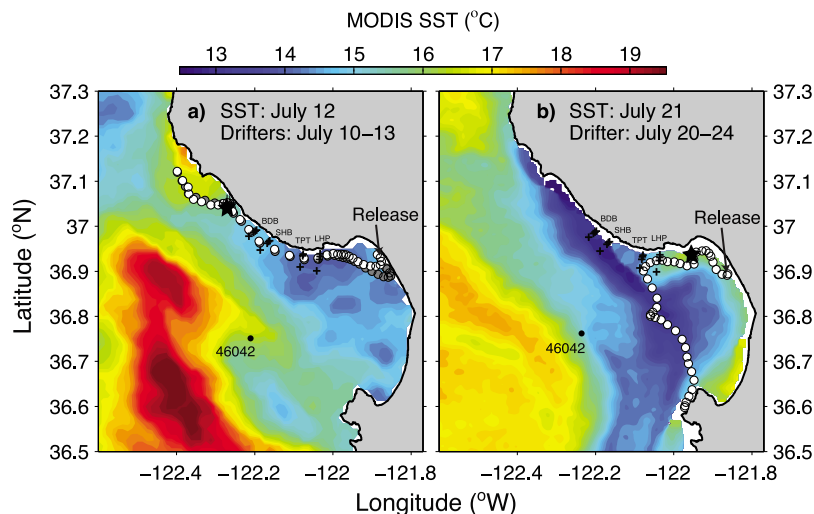 MODIS SST (°C)
13 14 15 16 17 18 19
a) SST: July 12
Drifters: July 10–13
b) SST: July 21
Drifter: July 20–24
Release
Release
BDB
SHB
TPT
LHP
46042
BDB
SHB
TPT
LHP
46042
37.3
37.2
37.1
37
36.9
36.8
36.7
36.6
36.5
37.3
37.2
37.1
37
36.9
36.8
36.7
36.6
36.5
Latitude (°N)
−122.4 −122.2 −122 −121.8
−122.4 −122.2 −122 −121.8
Longitude (°W)